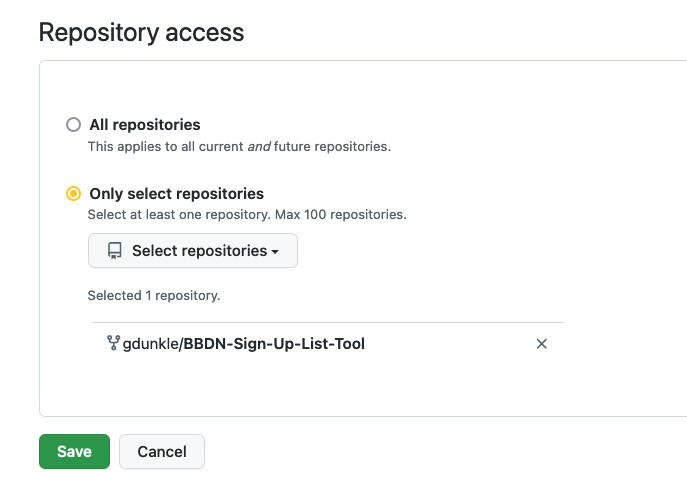 Repository access
All repositories
This applies to all current and future repositories.
Only select repositories
Select at least one repository. Max 100 repositories.
Select repositories
Selected 1 repository.
gdunkle/BBDN-Sign-Up-List-Tool
Save Cancel